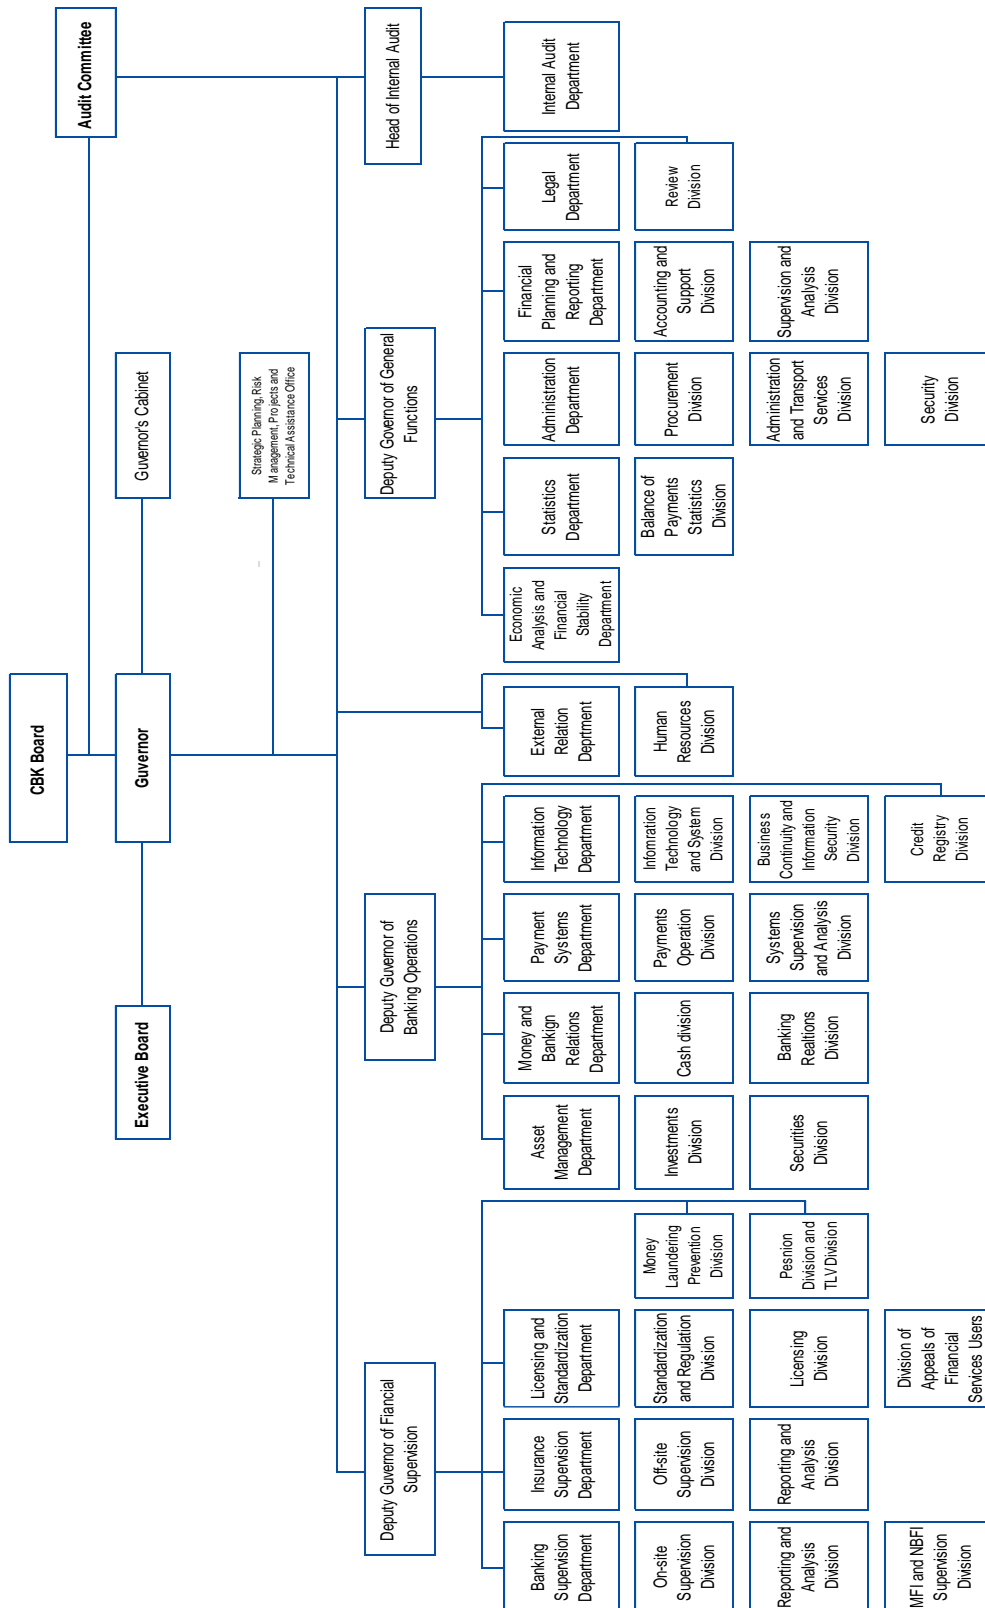 CBK Board
Audit Committee
Executive Board
Guvernor
Guvernor's Cabinet
Strategic Planning, Risk
Management, Projects and
Technical Assistance Office
Deputy Guvernor of Fiancial
Supervision
Deputy Guvernor of
Banking Operations
Deputy Guvernor of General
Functions
Head of Internal Audit
Banking
Supervision
Department
Insurance
Supervision
Department
Licensing and
Standardization
Department
Asset
Management
Department
Money and
Bankign
Relations
Department
Payment
Systems
Department
Information
Technology
Department
External
Relation
Deprtment
Economic
Analysis and
Financial
Stability
Department
Statistics
Department
Administration
Department
Financial
Planning and
Reporting
Department
Legal
Department
Internal Audit
Department
On-site
Supervision
Division
Off-site
Supervision
Division
Standardization
and Regulation
Division
Money
Laundering
Prevention
Division
Investments
Division
Cash division
Payments
Operation
Division
Infomration
Technology
and System
Division
Human
Resources
Division
Balance of
Payments
Statistics
Division
Procurement
Division
Accounting and
Support
Division
Review
Division
Reporting and
Analysis
Division
Reporting and
Analysis
Division
Licensing
Division
Pesnion
Division and
TLV Division
Securities
Division
Banking
Realtions
Division
Systems
Supervision
and Analysis
Division
Business
Continuity and
Information
Security
Division
Administration
and Transport
Services
Division
Supervision and
Analysis
Division
MFI and NBFI
Supervision
Division
Division of
Appeals of
Financial
Services Users
Credit
Registry
Division
Security
Division